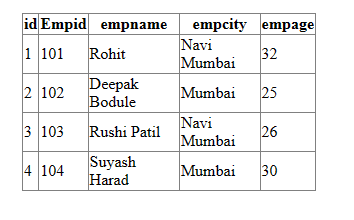 id Empid empname empcity empage
1 101 Rohit Navi Mumbai 32
2 102 Deepak Bodule Mumbai 25
3 103 Rushi Patil Navi Mumbai 26
4 104 Suyash Harad Mumbai 30